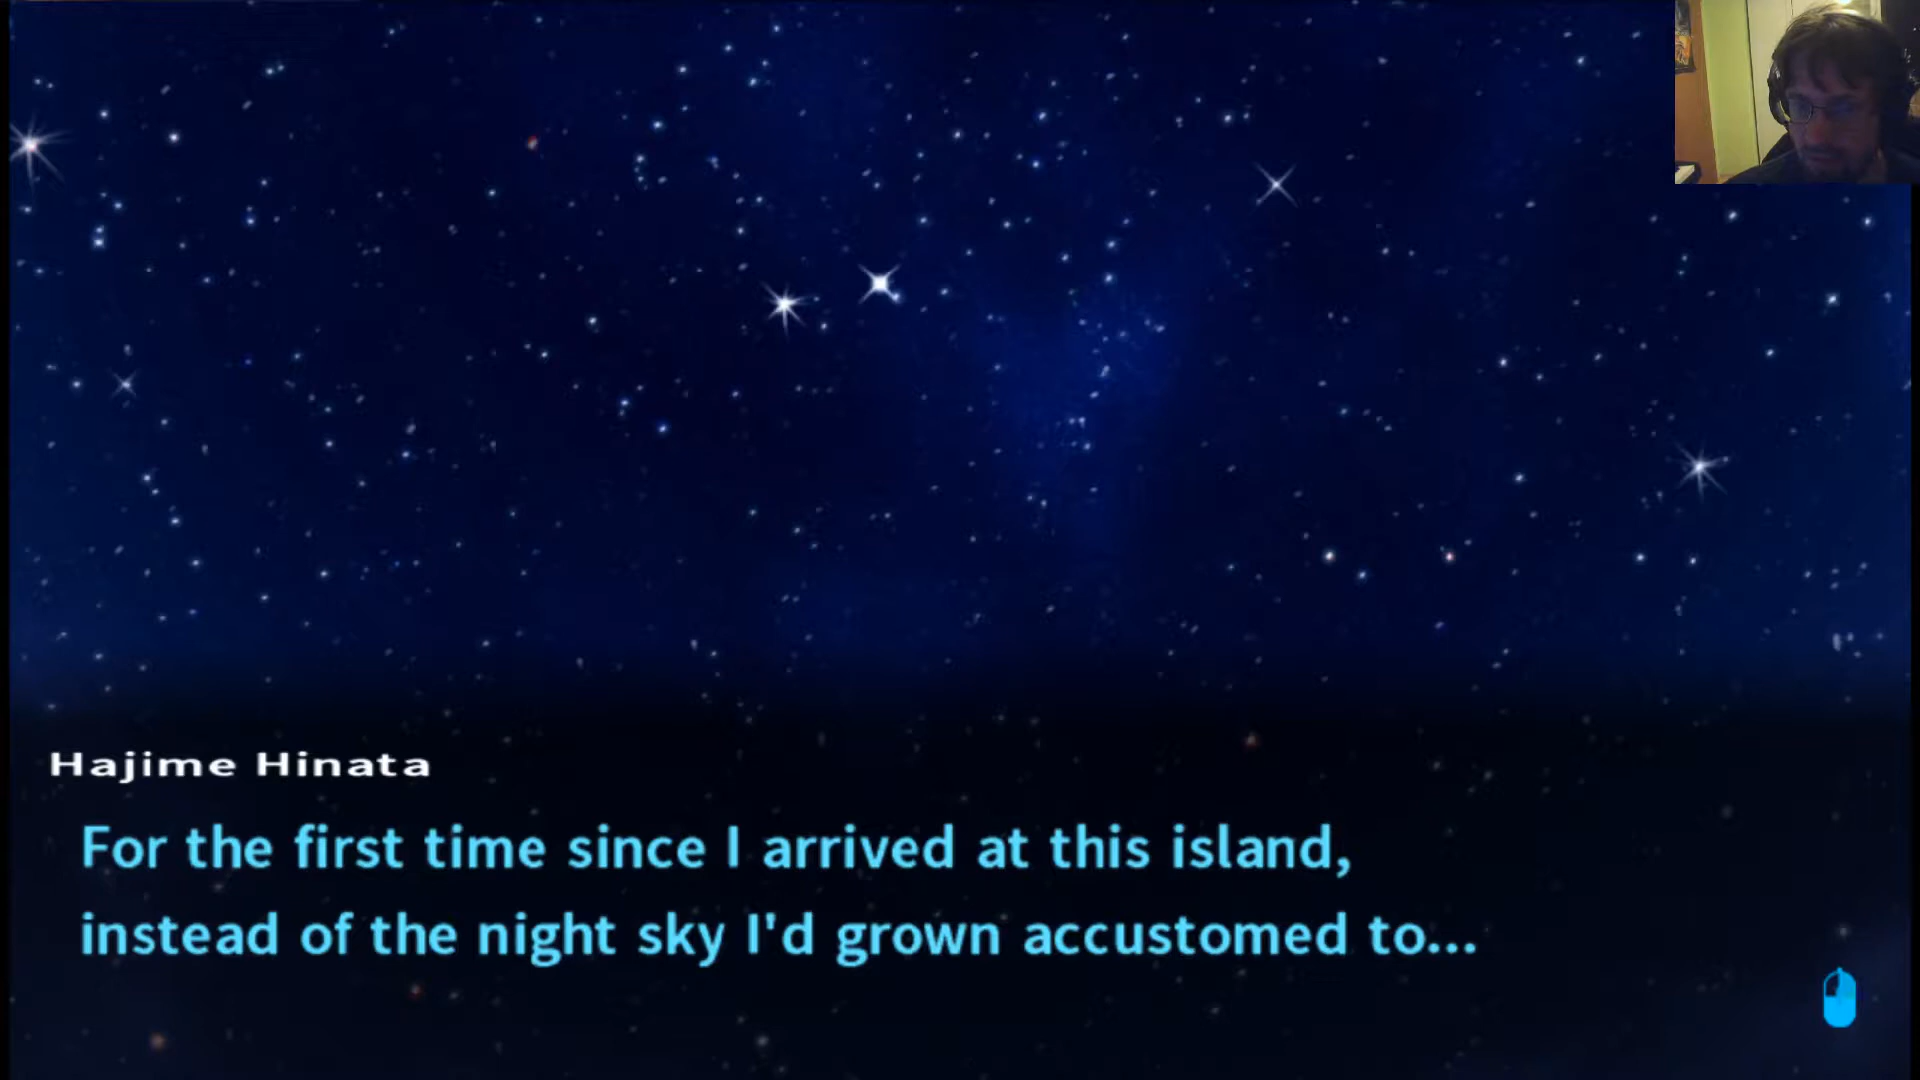 Hajime Hinata
For the first time since I arrived at this island,
instead of the night sky I'd grown accustomed to...